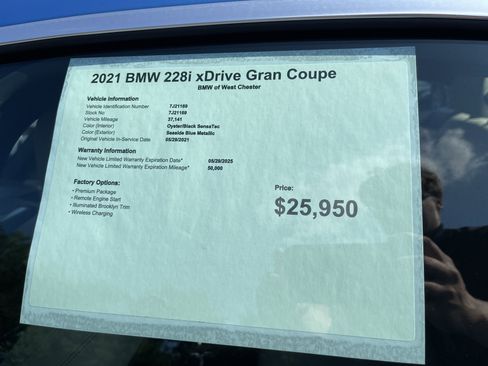 2021 BMW 228i xDrive Gran Coupe
BMW of West Chester
Vehicle Information
Vehicle Identification Number 7J21169
Stock No 7J21169
Vehicle Mileage 37,141
Color (Interior) Oyster/Black SensaTec
Color (Exterior) Seaside Blue Metallic
Original Vehicle In-Service Date 05/29/2021
Warranty Information
New Vehicle Limited Warranty Expiration Date* 05/29/2025
New Vehicle Limited Warranty Expiration Mileage* 50,000
Factory Options:
• Premium Package
• Remote Engine Start
• Illuminated Brooklyn Trim
• Wireless Charging
Price:
$25,950